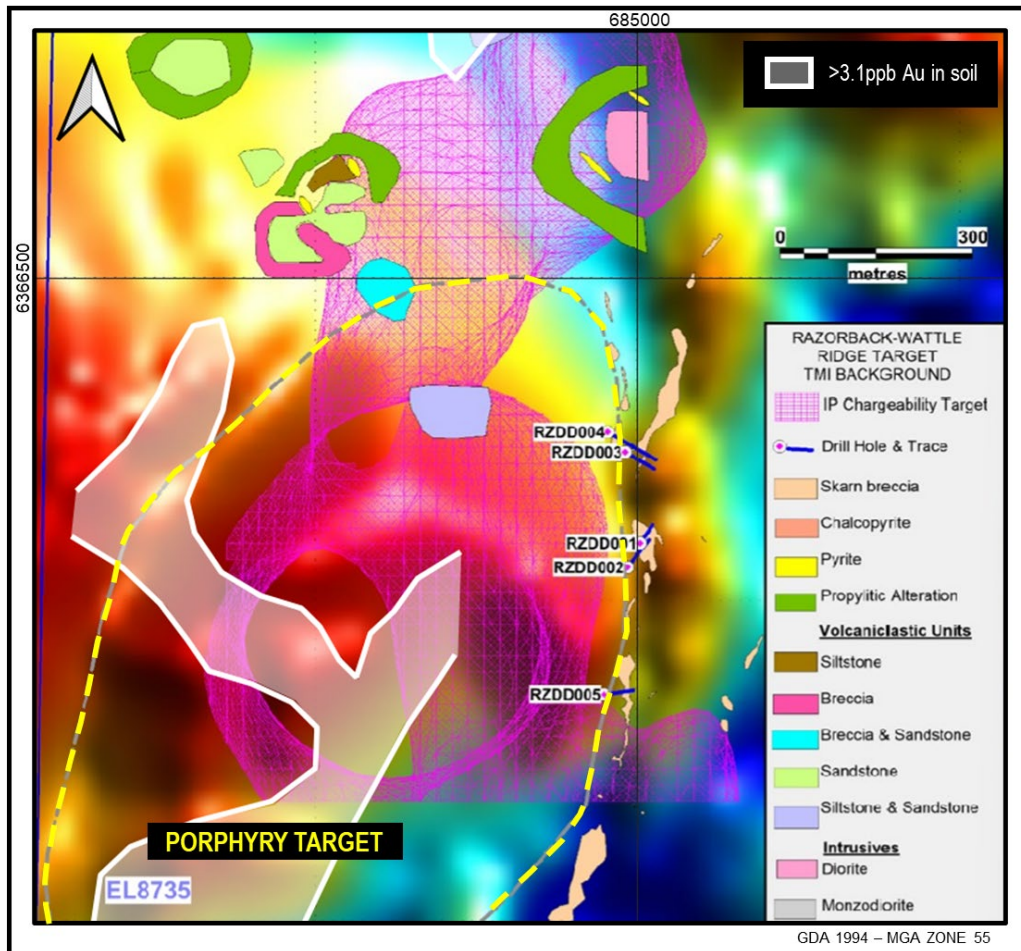 685000
>3.1ppb Au in soil
6366500
0 300
metres
RAZORBACK-WATTLE
RIDGE TARGET
TMI BACKGROUND
IP Chargeability Target
Drill Hole & Trace
Skarn breccia
Chalcopyrite
Pyrite
Propylitic Alteration
Volcaniclastic Units
Siltstone
Breccia
Breccia & Sandstone
Sandstone
Siltstone & Sandstone
Intrusives
Diorite
Monzodiorite
RZDD004
RZDD003
RZDD001
RZDD002
RZDD005
PORPHYRY TARGET
EL8735
GDA 1994 – MGA ZONE 55